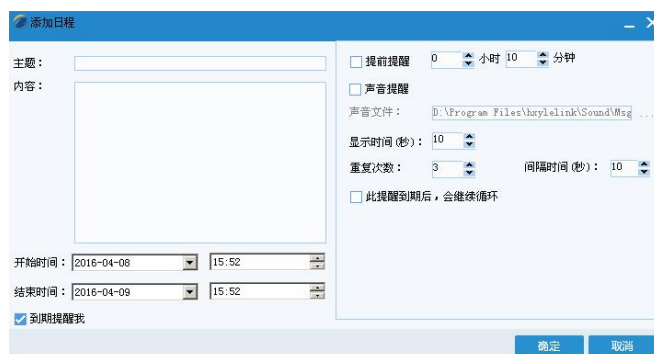 添加日程
主题：
内容：
开始时间： 2016-04-08 15:52
结束时间： 2016-04-09 15:52
到期提醒我
提前提醒 0 小时 10 分钟
声音提醒
声音文件： D:\Program Files\hxylelink\Sound\Msg ...
显示时间(秒)： 10
重复次数： 3 间隔时间(秒)： 10
此提醒到期后，会继续循环
确定 取消